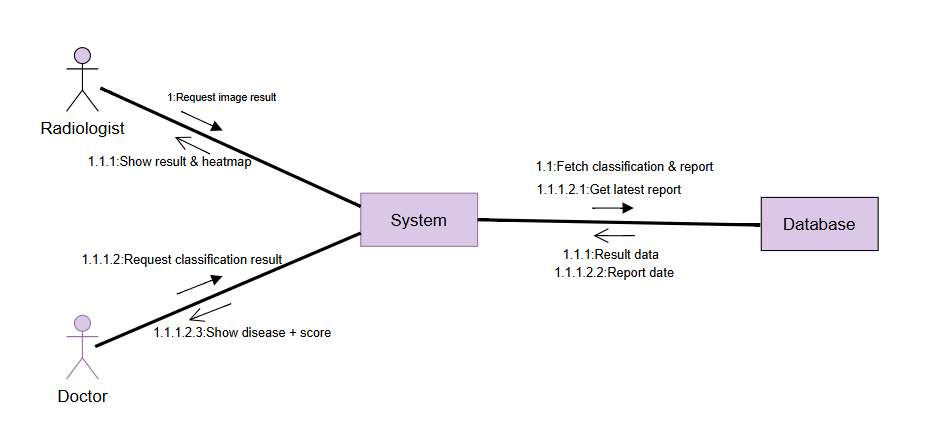 1:Request image result
Radiologist
1.1.1:Show result & heatmap
1.1:Fetch classification & report
1.1.1.2.1:Get latest report
System
Database
1.1.1:Result data
1.1.1.2.2:Report date
1.1.1.2:Request classification result
1.1.1.2.3:Show disease + score
Doctor